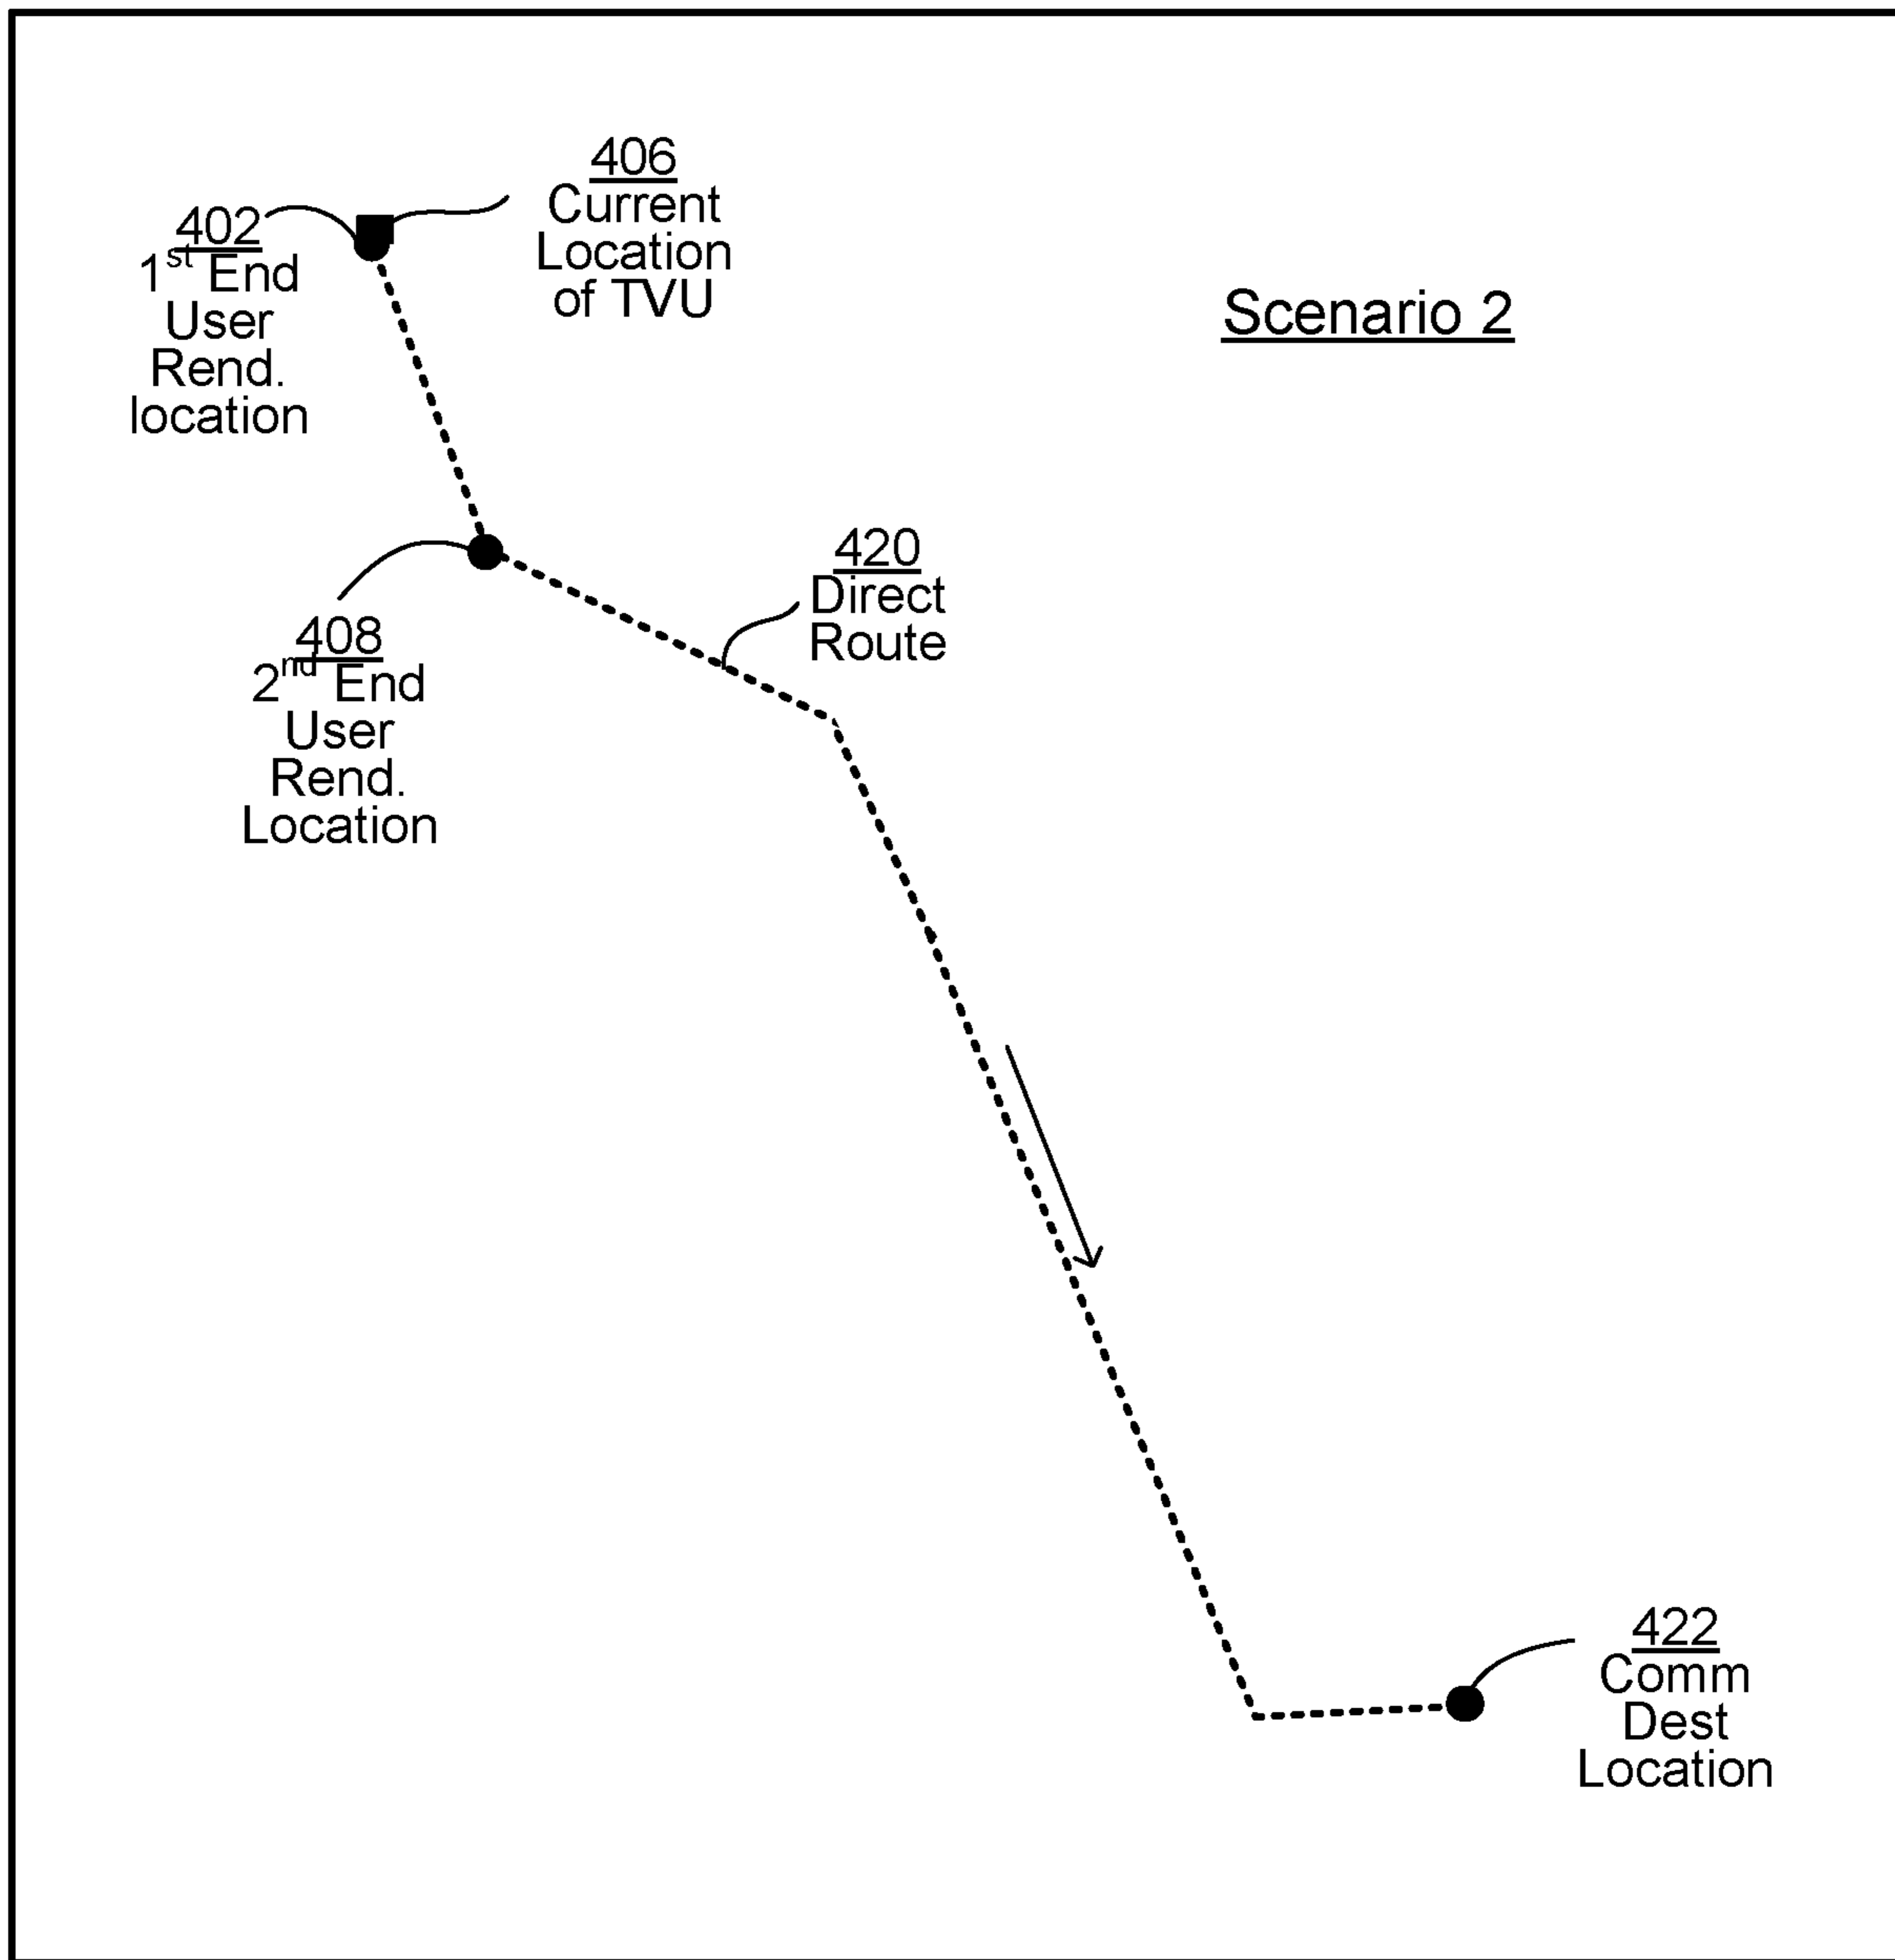 406
Current
Location
of TVU
402
1st End
User
Rend.
location
Scenario 2
420
Direct
Route
408
2nd End
User
Rend.
Location
422
Comm
Dest
Location